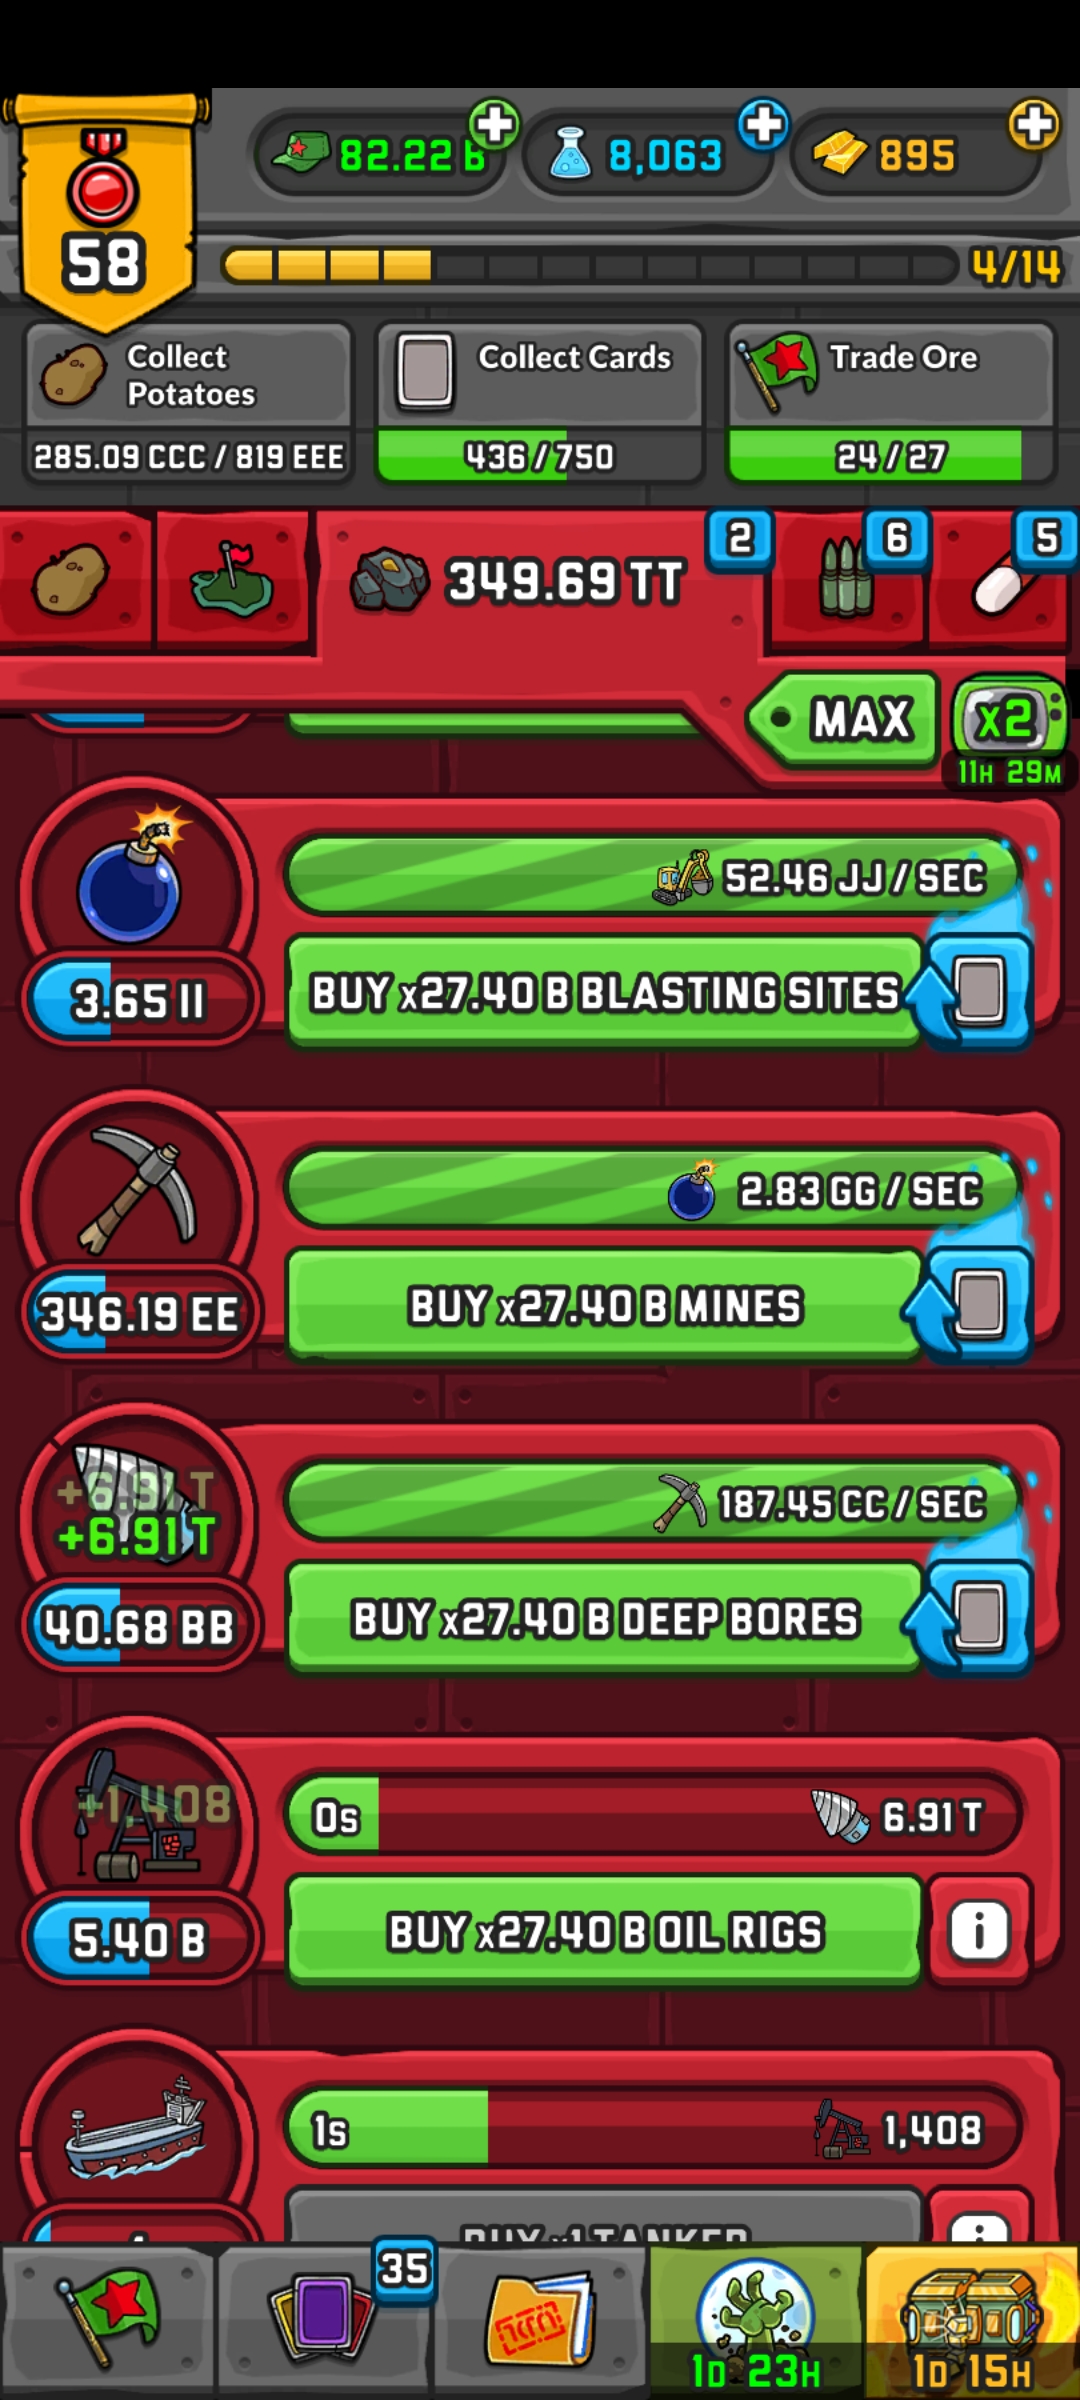 82.22 B
8,063
895
58
4/14
Collect
Potatoes
285.09 CCC / 819 EEE
Collect Cards
436 / 750
Trade Ore
24 / 27
349.69 TT
2
6
5
MAX
x2
11H 29M
52.46 JJ / SEC
3.65 II
BUY x27.40 B BLASTING SITES
2.83 GG / SEC
346.19 EE
BUY x27.40 B MINES
+6.91 T
+6.91 T
187.45 CC / SEC
40.68 BB
BUY x27.40 B DEEP BORES
+1,408
0s
6.91 T
5.40 B
BUY x27.40 B OIL RIGS
1s
1,408
BUY x1 TANKER
35
1D 23H
1D 15H